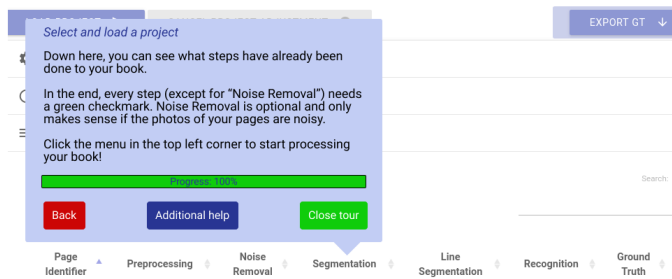 EXPORT GT
Select and load a project
Down here, you can see what steps have already been
done to your book.
In the end, every step (except for “Noise Removal”) needs
a green checkmark. Noise Removal is optional and only
makes sense if the photos of your pages are noisy.
Click the menu in the top left corner to start processing
your book!
Progress: 100%
Search:
Back Additional help Close tour
Page Identifier Preprocessing Noise Removal Segmentation Line Segmentation Recognition Ground Truth